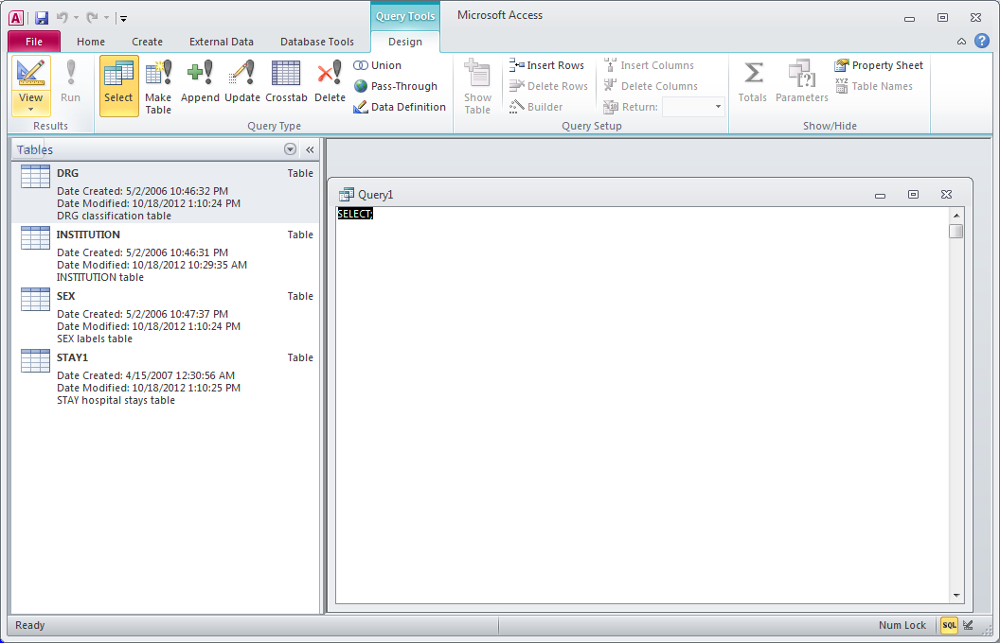 A
Query Tools
Microsoft Access
File Home Create External Data Database Tools Design
?
View
Run
Select
Make Table
Append
Update
Crosstab
Delete
Union
Pass-Through
Data Definition
Show Table
Insert Rows
Delete Rows
Builder
Insert Columns
Delete Columns
Return:
Totals
Parameters
Property Sheet
XYZ Table Names
Results
Query Type
Query Setup
Show/Hide
Tables
DRG Table
Date Created: 5/2/2006 10:46:32 PM
Date Modified: 10/18/2012 1:10:24 PM
DRG classification table
INSTITUTION Table
Date Created: 5/2/2006 10:46:31 PM
Date Modified: 10/18/2012 10:29:35 AM
INSTITUTION table
SEX Table
Date Created: 5/2/2006 10:47:37 PM
Date Modified: 10/18/2012 1:10:24 PM
SEX labels table
STAY1 Table
Date Created: 4/15/2007 12:30:56 AM
Date Modified: 10/18/2012 1:10:25 PM
STAY hospital stays table
Query1
SELECT;
Ready
Num Lock
SQL